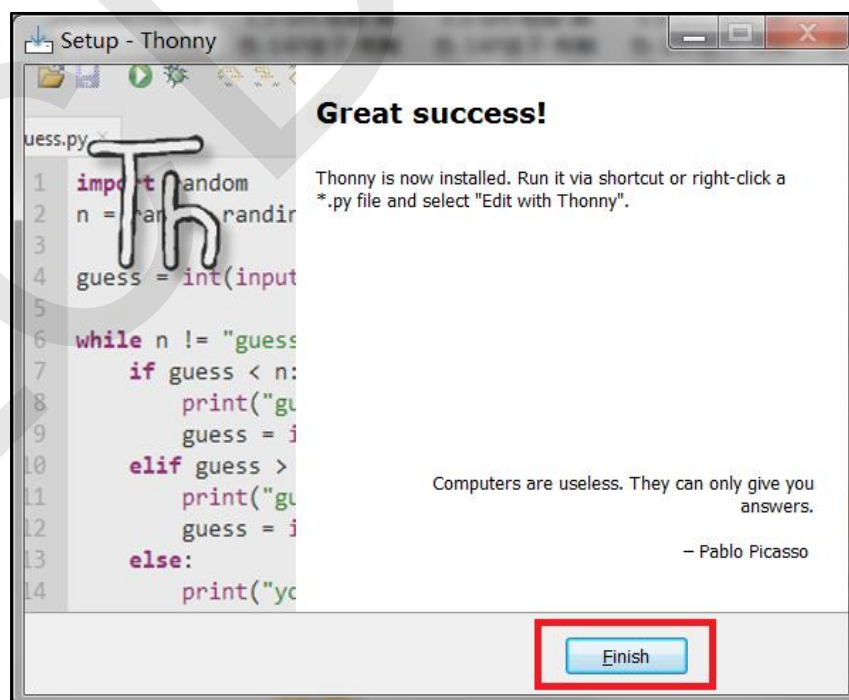 Setup - Thonny
Great success!
uess.py ×
Th
Thonny is now installed. Run it via shortcut or right-click a
*.py file and select "Edit with Thonny".
1 import random
2 n = randin
3
4 guess = int(input
5
6 while n != "guess
7 if guess < n:
8 print("gu
9 guess = i
10 elif guess >
11 print("gu
12 guess = i
13 else:
14 print("yo
Computers are useless. They can only give you
answers.
– Pablo Picasso
Finish